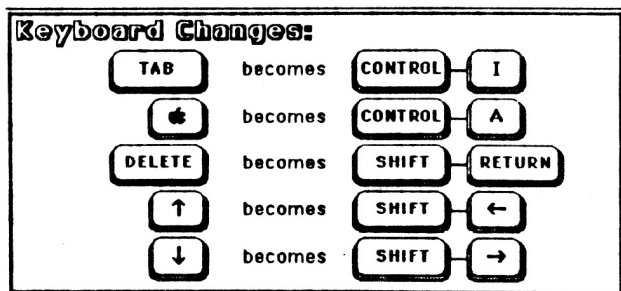 Keyboard Changes:
TAB becomes CONTROL I
 becomes CONTROL A
DELETE becomes SHIFT RETURN
↑ becomes SHIFT ←
↓ becomes SHIFT →